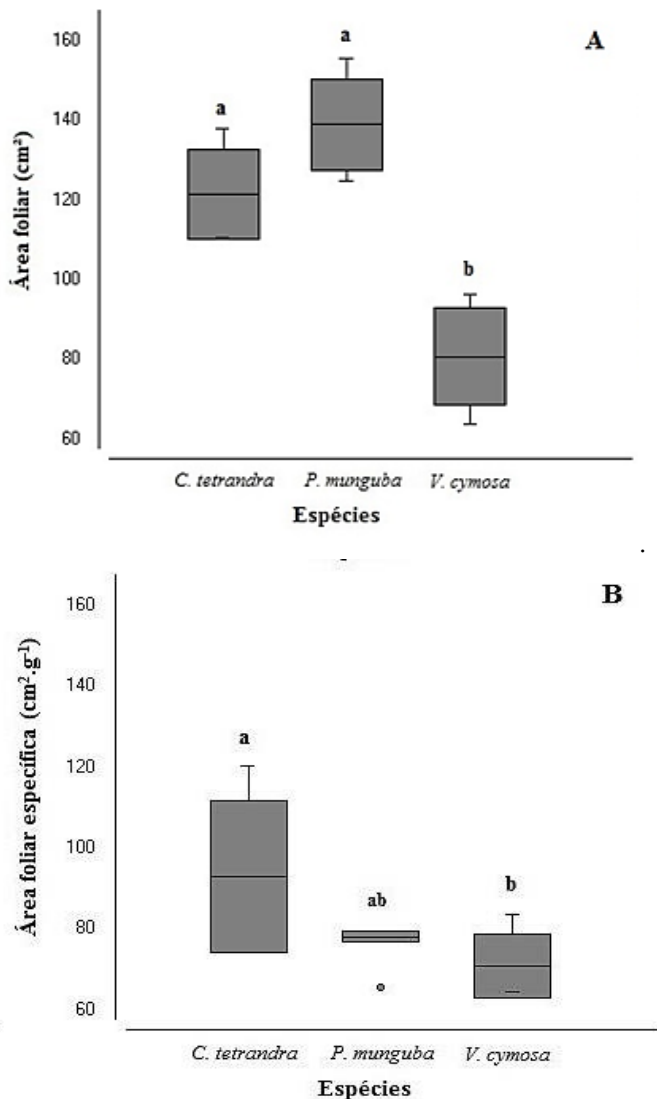 A
Área foliar (cm²)
160
140
120
100
80
60
a
a
b
C. tetrandra P. munguba V. cymosa
Espécies
B
Área foliar específica (cm².g⁻¹)
160
140
120
100
80
60
a
ab
b
C. tetrandra P. munguba V. cymosa
Espécies